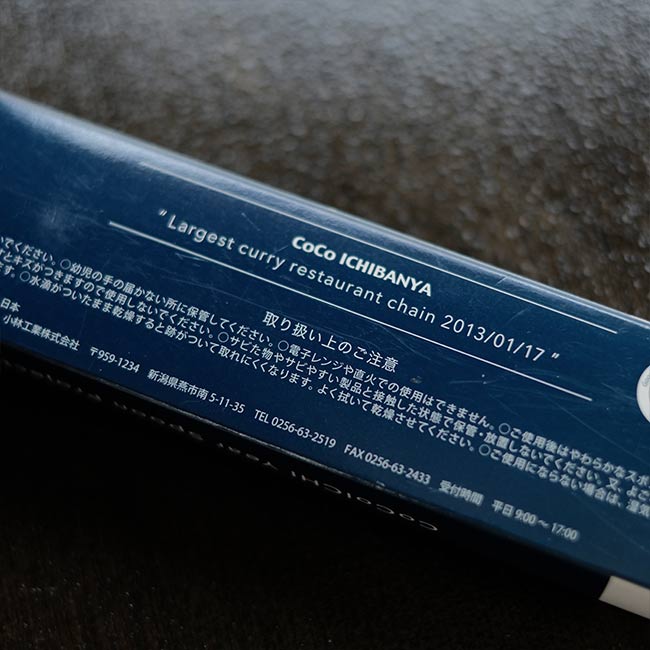 CoCo ICHIBANYA
" Largest curry restaurant chain 2013/01/17 "
取り扱い上のご注意
いでください。○幼児の手の届かない所に保管してください。○電子レンジや直火での使用はできません。○ご使用後はやわらかなスポ
とキズがつきますので使用しないでください。○サビた物やサビやすい製品と接触した状態で保管・放置しないでください。又、よご
ます。○水滴がついたまま乾燥すると跡がついて取れにくくなります。よく拭いて乾燥させてください。○ご使用にならない場合は、湿気
日本
小林工業株式会社 〒959-1234 新潟県燕市南 5-11-35 TEL 0256-63-2519 FAX 0256-63-2433 受付時間 平日 9:00～17:00